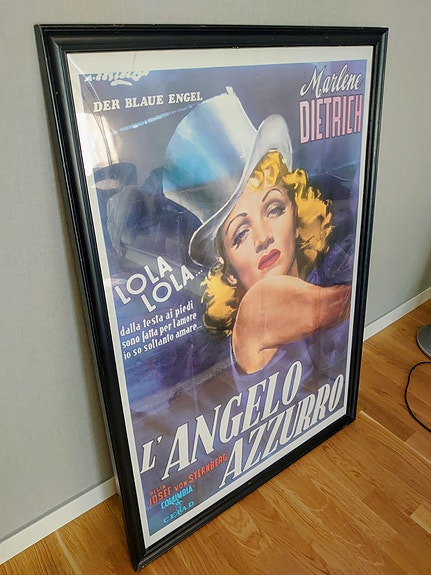 DER BLAUE ENGEL
Marlene
DIETRICH
LOLA
LOLA...
dalla testa ai piedi
sono fatta per l'amore
io so soltanto amare...
L'ANGELO
AZZURRO
REGIA
JOSEF VON STERNBERG
COLUMBIA
CEIAD